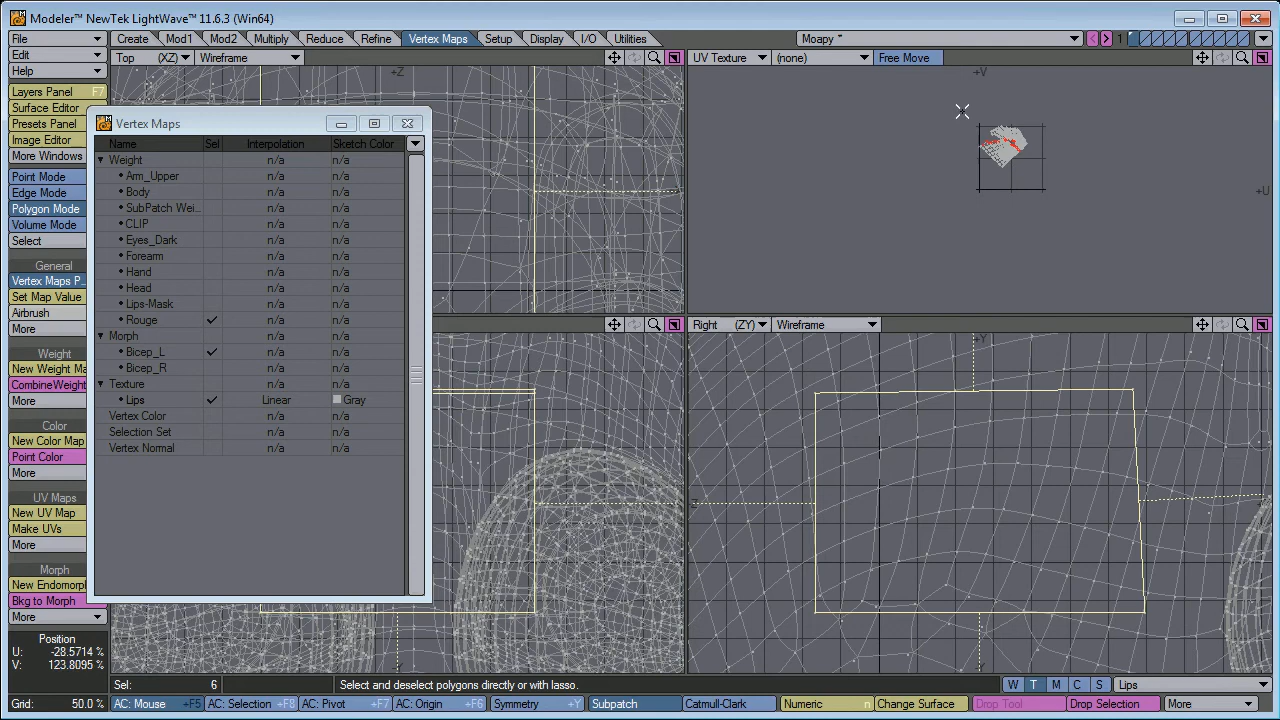 Modeler™ NewTek LightWave™ 11.6.3 (Win64)
File
Create Mod1 Mod2 Multiply Reduce Refine Vertex Maps Setup Display I/O Utilities Moapy * 1
Edit
Top (XZ) Wireframe
UV Texture (none) Free Move
Help
+Z
+V
Layers Panel F7
Surface Editor
Presets Panel
Image Editor
More Windows
Vertex Maps
Name Sel Interpolation Sketch Color
Weight n/a n/a
Arm_Upper n/a n/a
Body n/a n/a
SubPatch Wei... n/a n/a
CLIP n/a n/a
Eyes_Dark n/a n/a
Forearm n/a n/a
Hand n/a n/a
Head n/a n/a
Lips-Mask n/a n/a
Rouge n/a n/a
Morph n/a n/a
Bicep_L n/a n/a
Bicep_R n/a n/a
Texture n/a n/a
Lips Linear Gray
Vertex Color n/a n/a
Selection Set n/a n/a
Vertex Normal n/a n/a
Point Mode
Edge Mode
Polygon Mode
Volume Mode
Select
General
Vertex Maps P...
Set Map Value
Airbrush
More
Weight
New Weight Ma
CombineWeight
More
Color
New Color Map
Point Color
More
UV Maps
New UV Map
Make UVs
More
Morph
New Endomorp
Bkg to Morph
More
+U
Right (ZY) Wireframe
+Y
Z
-Y
-Y
Position
U: -28.5714 %
V: 123.8095 %
Sel: 6 Select and deselect polygons directly or with lasso. W T M C S Lips
Grid: 50.0 % AC: Mouse +F5 AC: Selection +F8 AC: Pivot +F7 AC: Origin +F6 Symmetry +Y Subpatch Catmull-Clark Numeric n Change Surface Drop Tool Drop Selection / More